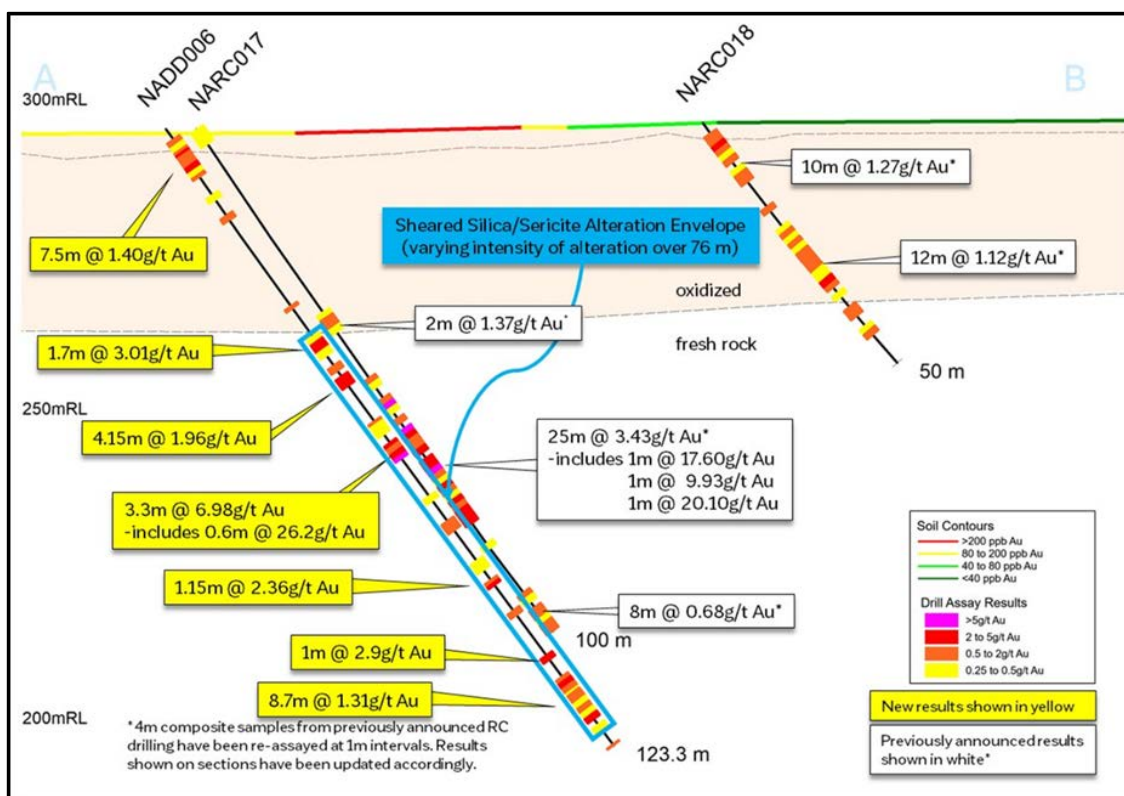 A
B
NADD006
NARC017
NARC018
300mRL
10m @ 1.27g/t Au*
7.5m @ 1.40g/t Au
Sheared Silica/Sericite Alteration Envelope
(varying intensity of alteration over 76 m)
12m @ 1.12g/t Au*
oxidized
2m @ 1.37g/t Au*
fresh rock
1.7m @ 3.01g/t Au
50 m
250mRL
4.15m @ 1.96g/t Au
25m @ 3.43g/t Au*
-includes 1m @ 17.60g/t Au
1m @ 9.93g/t Au
1m @ 20.10g/t Au
3.3m @ 6.98g/t Au
-includes 0.6m @ 26.2g/t Au
1.15m @ 2.36g/t Au
8m @ 0.68g/t Au*
100 m
1m @ 2.9g/t Au
8.7m @ 1.31g/t Au
200mRL
*4m composite samples from previously announced RC
drilling have been re-assayed at 1m intervals. Results
shown on sections have been updated accordingly.
123.3 m
Soil Contours
>200 ppb Au
80 to 200 ppb Au
40 to 80 ppb Au
<40 ppb Au
Drill Assay Results
>5g/t Au
2 to 5g/t Au
0.5 to 2g/t Au
0.25 to 0.5g/t Au
New results shown in yellow
Previously announced results
shown in white*